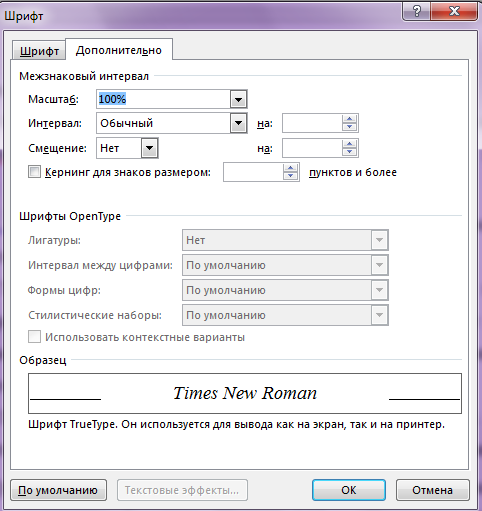 Шрифт
Шрифт Дополнительно
Межзнаковый интервал
Масштаб: 100%
Интервал: Обычный на:
Смещение: Нет на:
Кернинг для знаков размером: пунктов и более
Шрифты OpenType
Лигатуры: Нет
Интервал между цифрами: По умолчанию
Формы цифр: По умолчанию
Стилистические наборы: По умолчанию
Использовать контекстные варианты
Образец
Times New Roman
Шрифт TrueType. Он используется для вывода как на экран, так и на принтер.
По умолчанию Текстовые эффекты... ОК Отмена